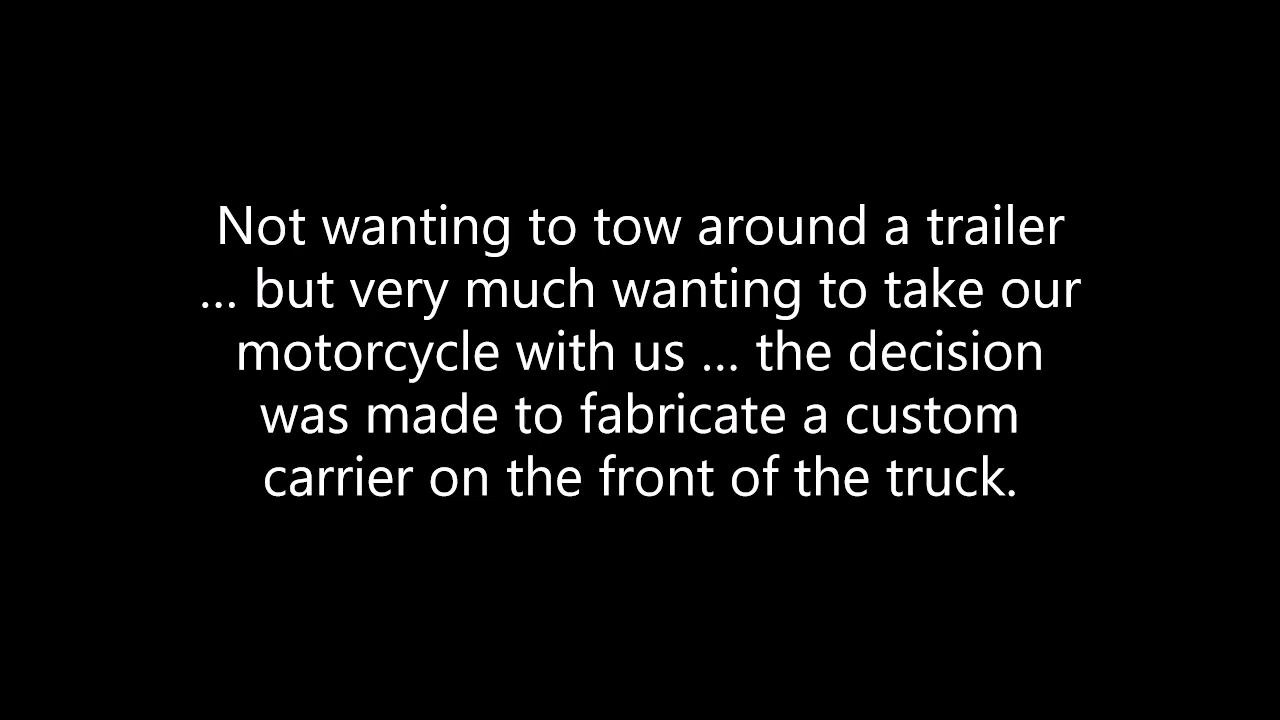 Not wanting to tow around a trailer
... but very much wanting to take our
motorcycle with us ... the decision
was made to fabricate a custom
carrier on the front of the truck.